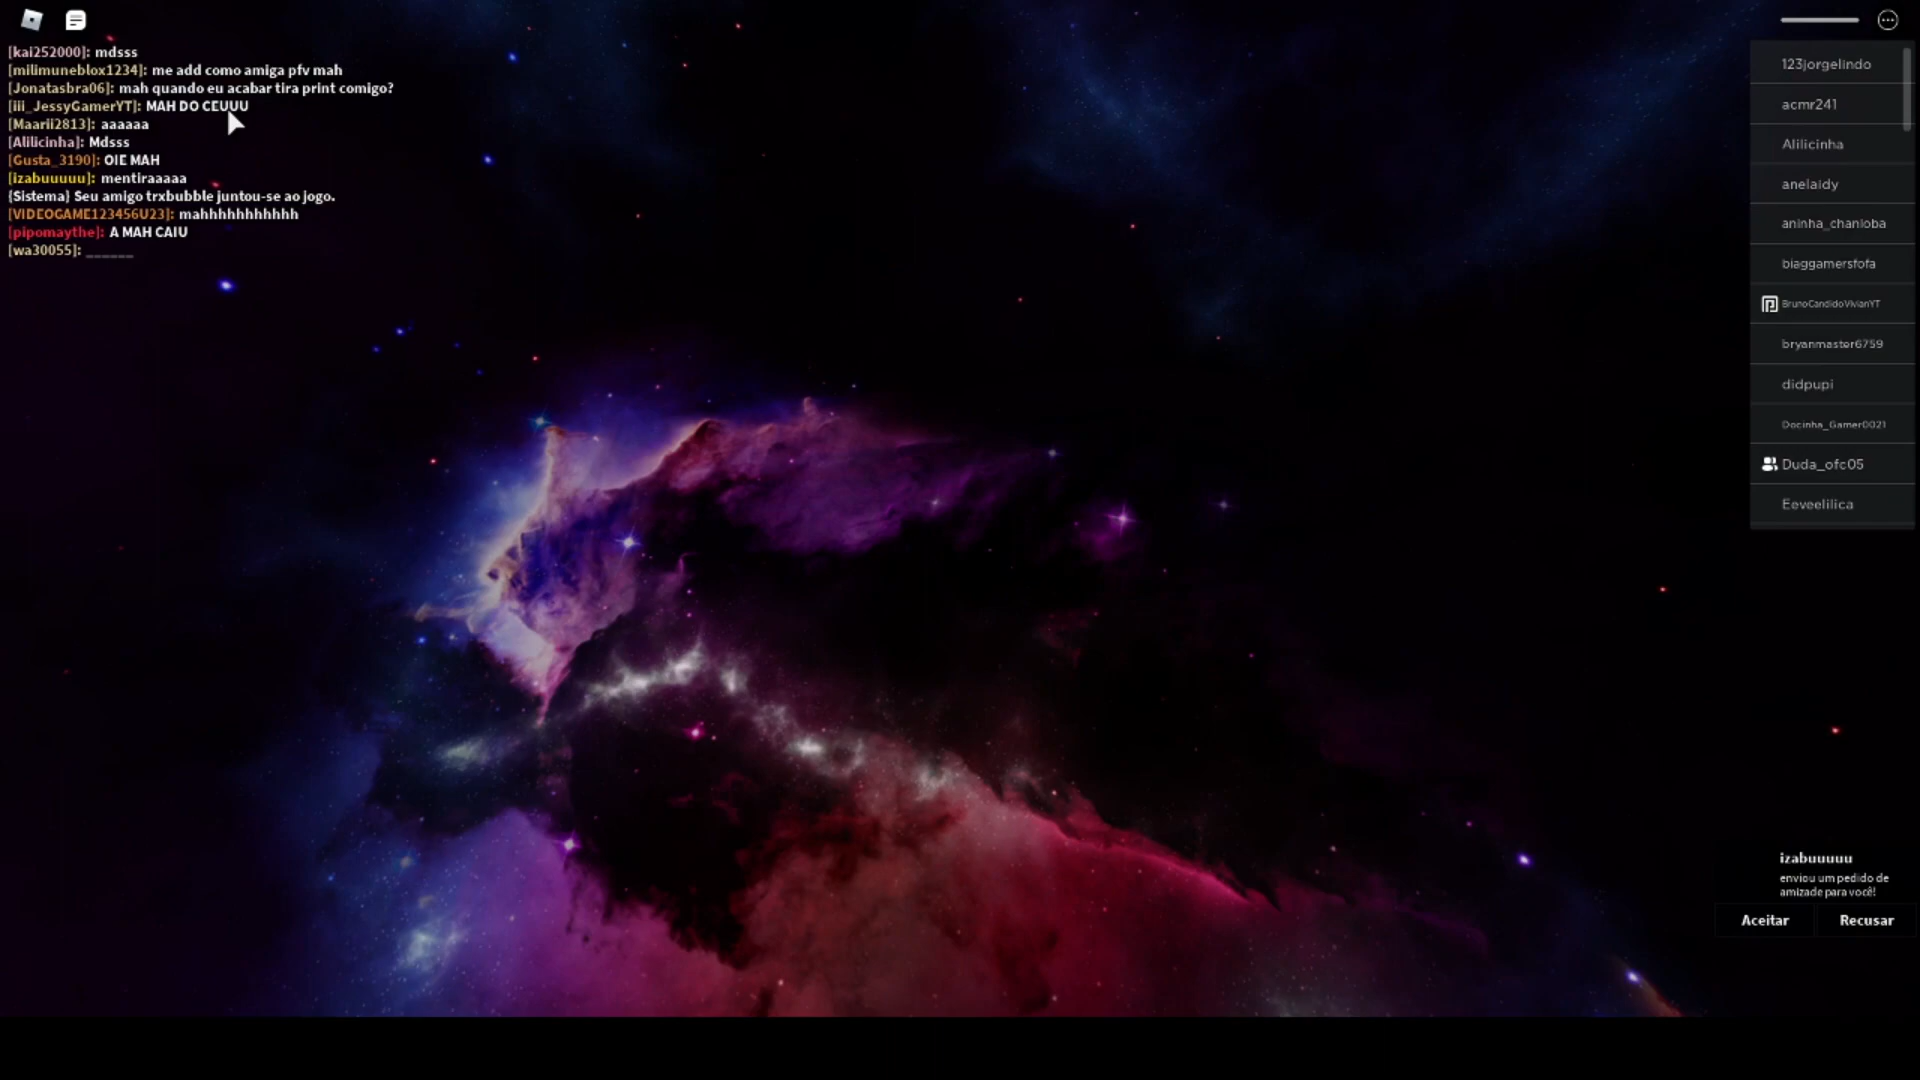 [kai252000]: mdsss
[milimuneblox1234]: me add como amiga pfv mah
[Jonatasbra06]: mah quando eu acabar tira print comigo?
[iii_JessyGamerYT]: MAH DO CEUUU
[Maarii2813]: aaaaaa
[Alilicinha]: Mdsss
[Gusta_3190]: OIE MAH
[izabuuuuu]: mentiraaaaa
{Sistema} Seu amigo trxbubble juntou-se ao jogo.
[VIDEOGAME123456U23]: mahhhhhhhhhhh
[pipomaythe]: A MAH CAIU
[wa30055]: ______
123jorgelindo
acmr241
Alilicinha
anelaidy
aninha_chanioba
biaggamersfofa
BrunoCandidoVivianYT
bryanmaster6759
didpupi
Docinha_Gamer0021
Duda_ofc05
Eeveelilica
izabuuuuu
enviou um pedido de
amizade para você!
Aceitar
Recusar